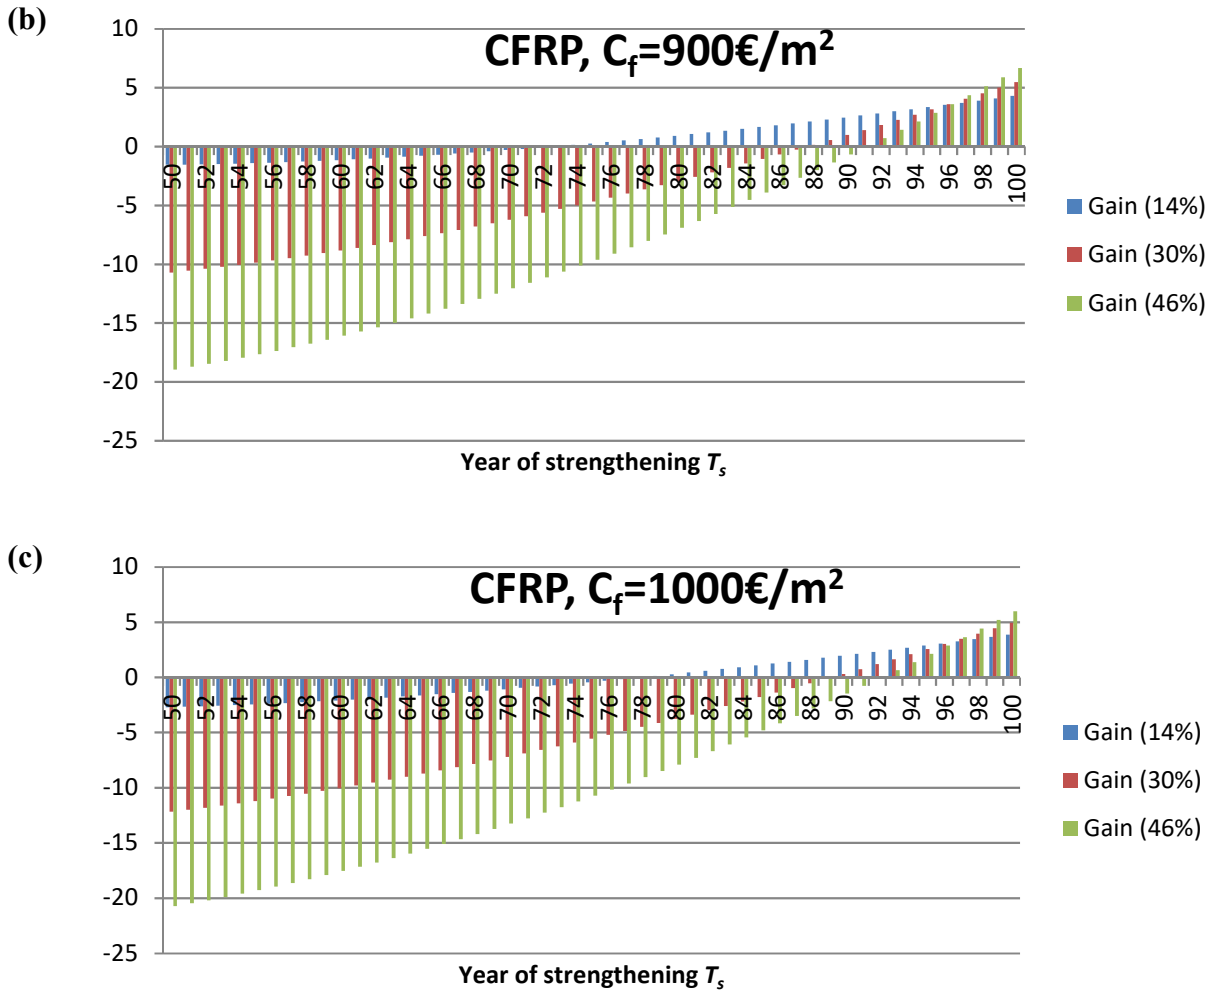 (b)
CFRP, Cf=900€/m2
10
5
0
-5
-10
-15
-20
-25
50 52 54 56 58 60 62 64 66 68 70 72 74 76 78 80 82 84 86 88 90 92 94 96 98 100
Year of strengthening Ts
Gain (14%)
Gain (30%)
Gain (46%)
(c)
CFRP, Cf=1000€/m2
10
5
0
-5
-10
-15
-20
-25
50 52 54 56 58 60 62 64 66 68 70 72 74 76 78 80 82 84 86 88 90 92 94 96 98 100
Year of strengthening Ts
Gain (14%)
Gain (30%)
Gain (46%)